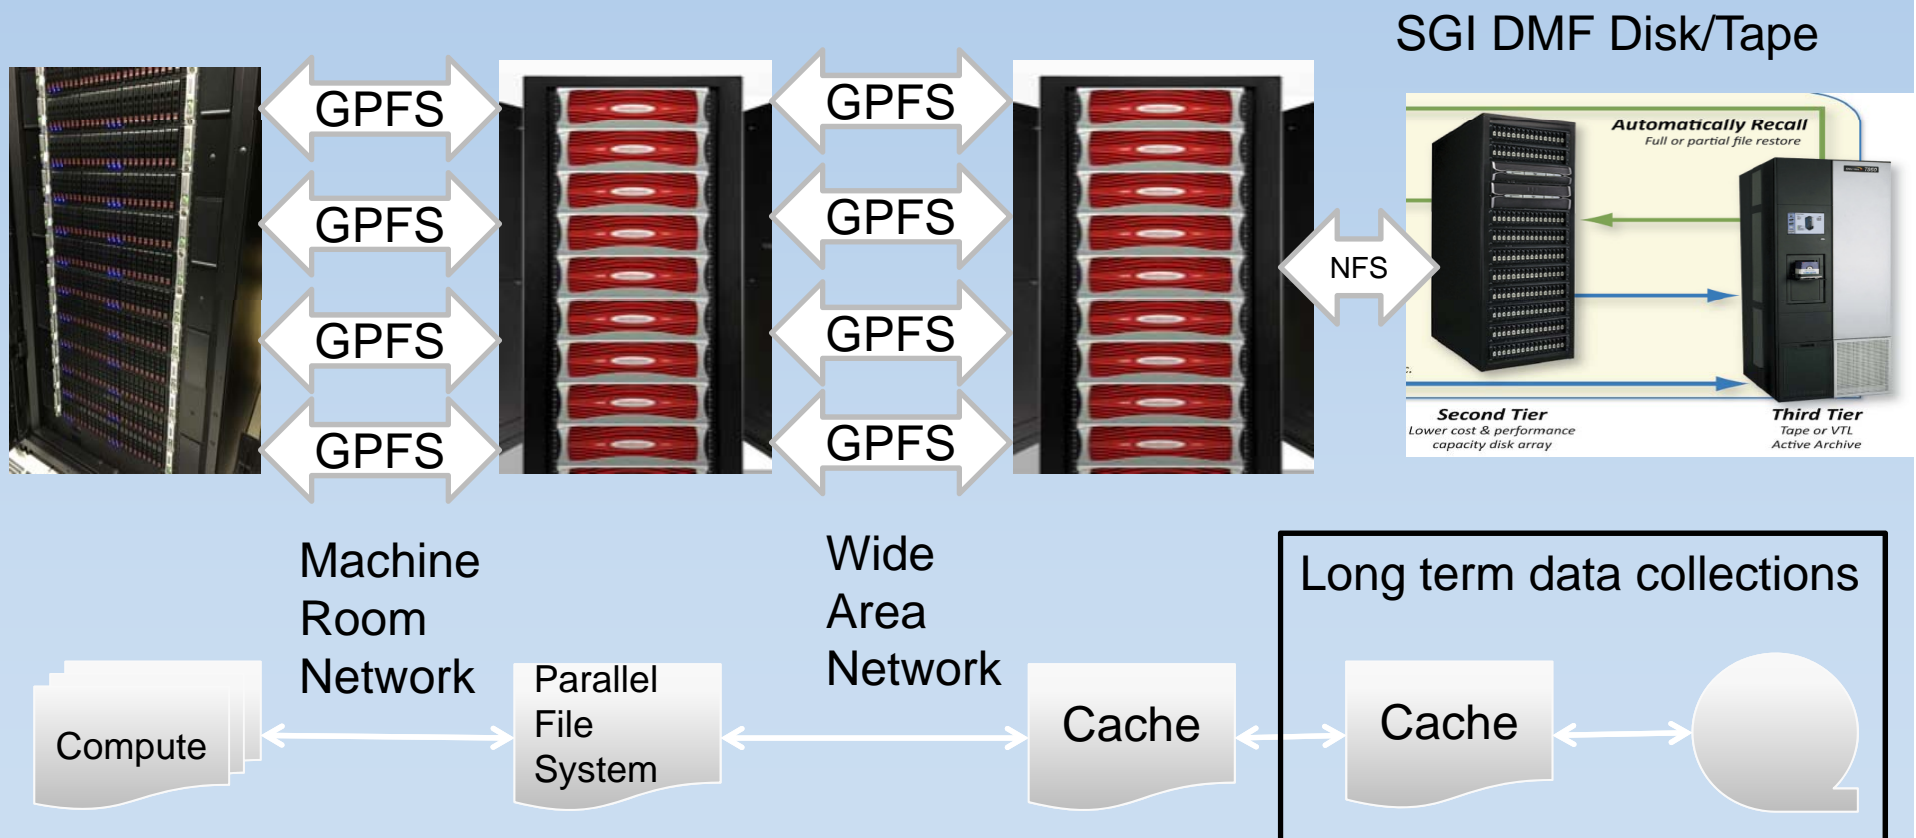 SGI DMF Disk/Tape
GPFS
GPFS
GPFS
GPFS
GPFS
GPFS
GPFS
GPFS
NFS
Automatically Recall
Full or partial file restore
c.
Second Tier
Lower cost & performance
capacity disk array
Third Tier
Tape or VTL
Active Archive
Machine
Room
Network
Wide
Area
Network
Long term data collections
Compute
Parallel
File
System
Cache
Cache